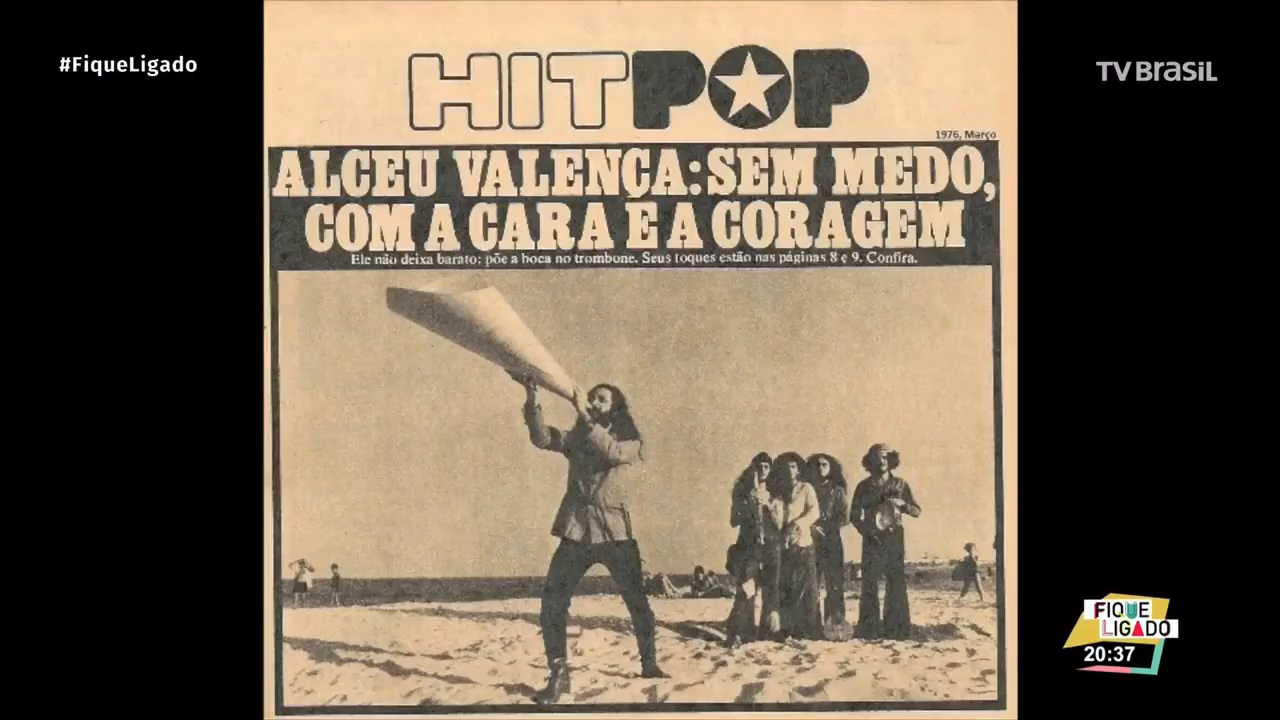 #FiqueLigado
TV BRASIL
HITPOP
1976, Março
ALCEU VALENÇA: SEM MEDO,
COM A CARA E A CORAGEM
Ele não deixa barato: põe a boca no trombone. Seus toques estão nas páginas 8 e 9. Confira.
FIQUE
LIGADO
20:37